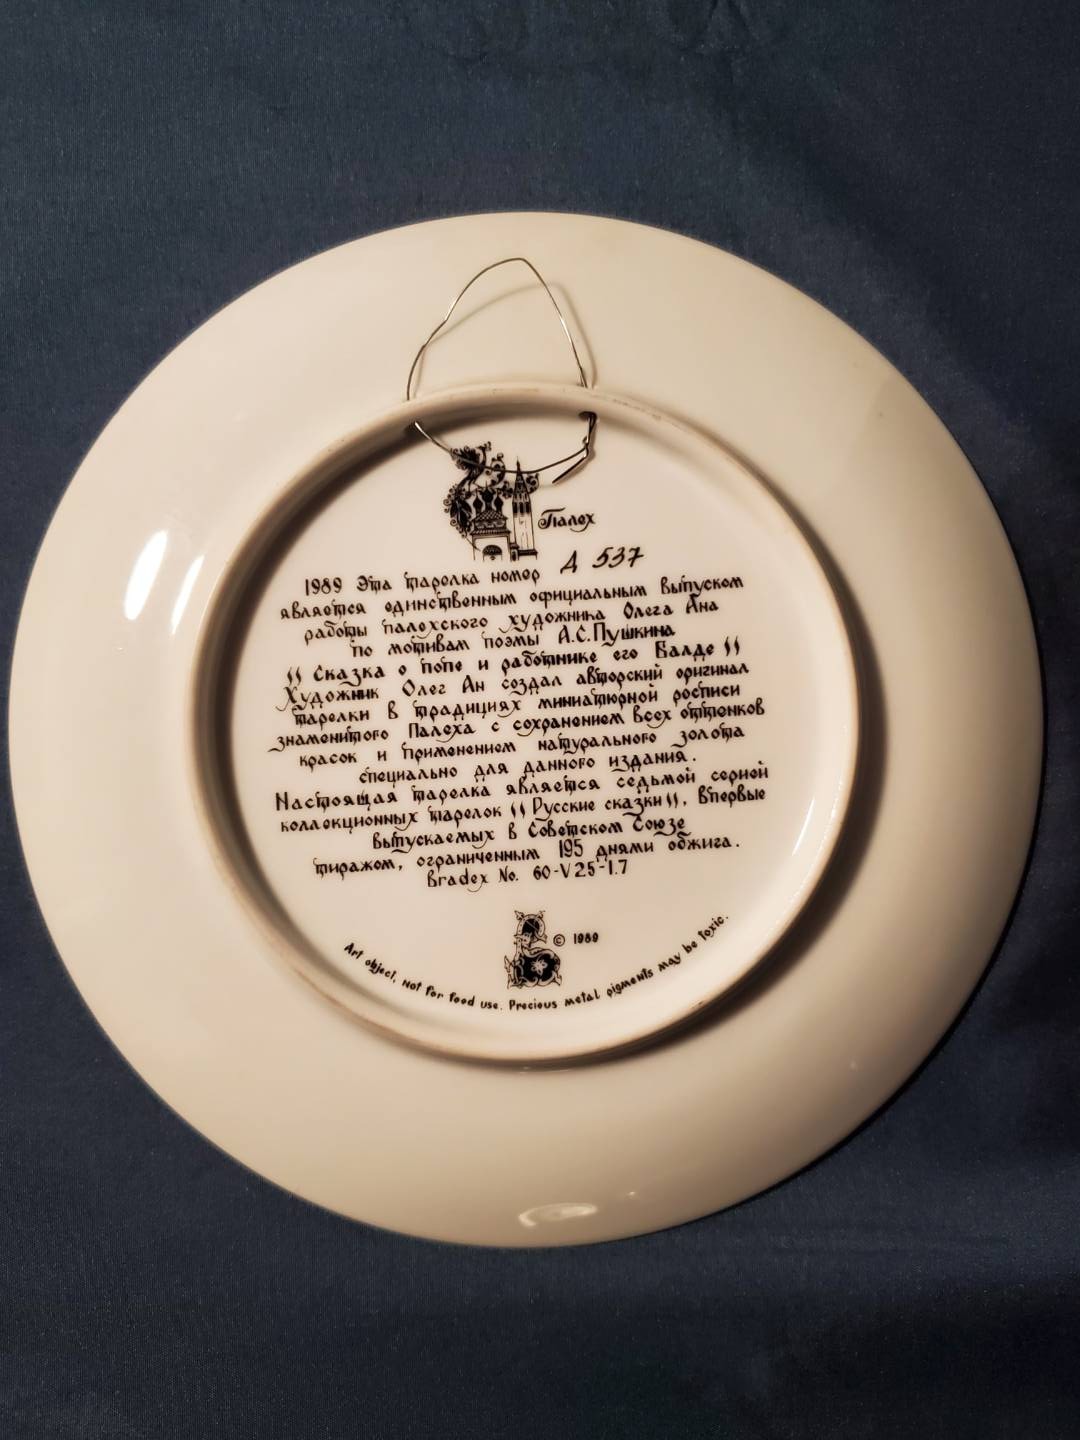 Палех
1989 Эта тарелка номер Д 537
является единственным официальным выпуском
работы палехского художника Олега Ана
по мотивам поэмы А.С.Пушкина
"Сказка о попе и работнике его Балде"
Художник Олег Ан создал авторский оригинал
тарелки в традициях миниатюрной росписи
знаменитого Палеха с сохранением всех оттенков
красок и применением натурального золота
специально для данного издания.
Настоящая тарелка является седьмой серией
коллекционных тарелок "Русские сказки", впервые
выпускаемых в Советском Союзе
тиражом, ограниченным 195 днями обжига.
Bradex No. 60-V25-1.7
© 1989
Art object, not for food use. Precious metal pigments may be toxic.